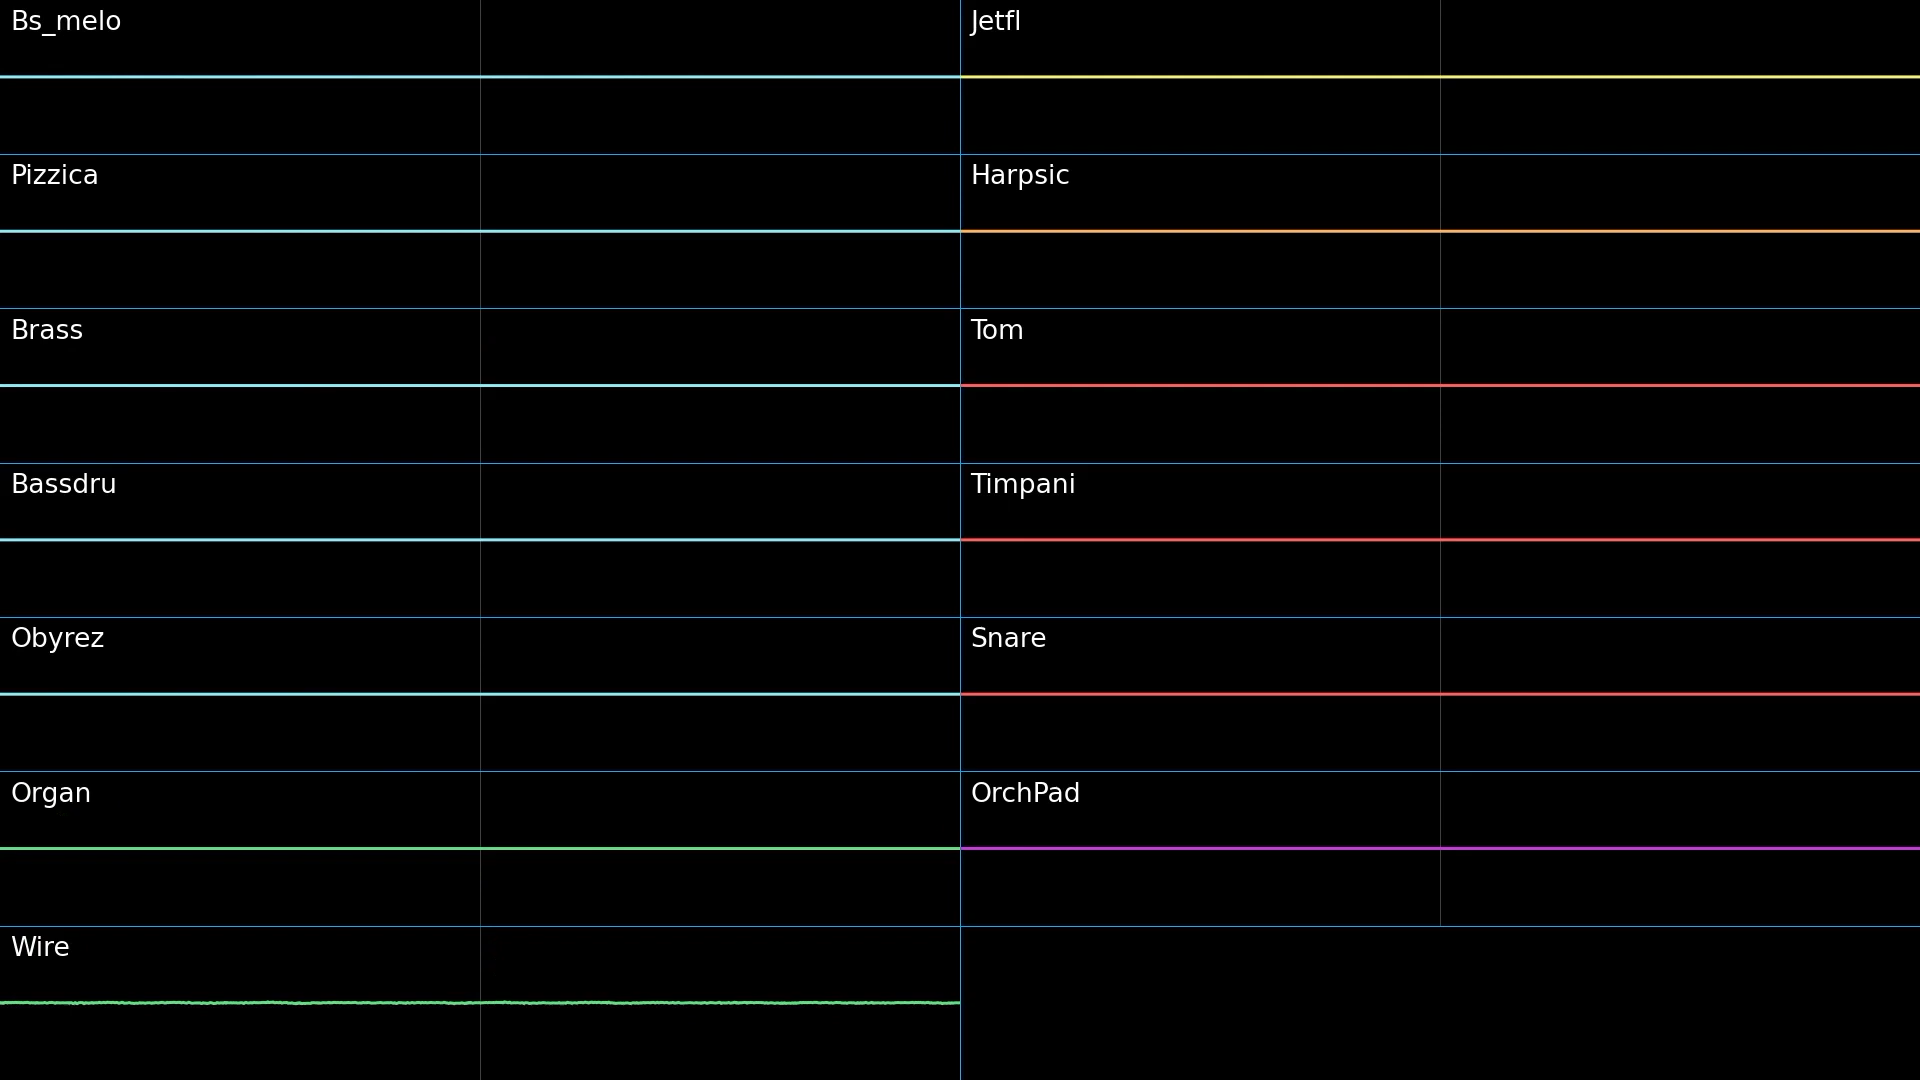 Bs_melo
Jetfl
Pizzica
Harpsic
Brass
Tom
Bassdru
Timpani
Obyrez
Snare
Organ
OrchPad
Wire